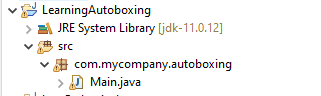 LearningAutoboxing
JRE System Library [jdk-11.0.12]
src
com.mycompany.autoboxing
Main.java